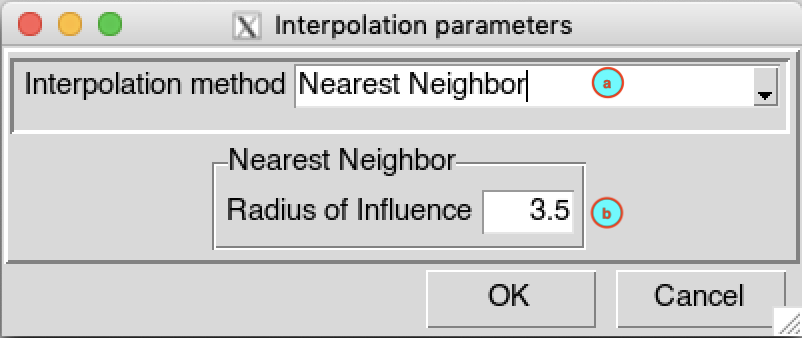 Interpolation parameters
Interpolation method Nearest Neighbor a
Nearest Neighbor
Radius of Influence 3.5 b
OK Cancel